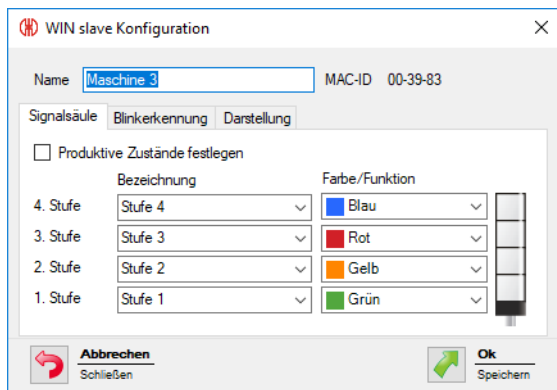 WIN slave Konfiguration
Name Maschine 3 MAC-ID 00-39-83
Signalsäule Blinkerkennung Darstellung
Produktive Zustände festlegen
Bezeichnung Farbe/Funktion
4. Stufe Stufe 4 Blau
3. Stufe Stufe 3 Rot
2. Stufe Stufe 2 Gelb
1. Stufe Stufe 1 Grün
Abbrechen Ok
Schließen Speichern